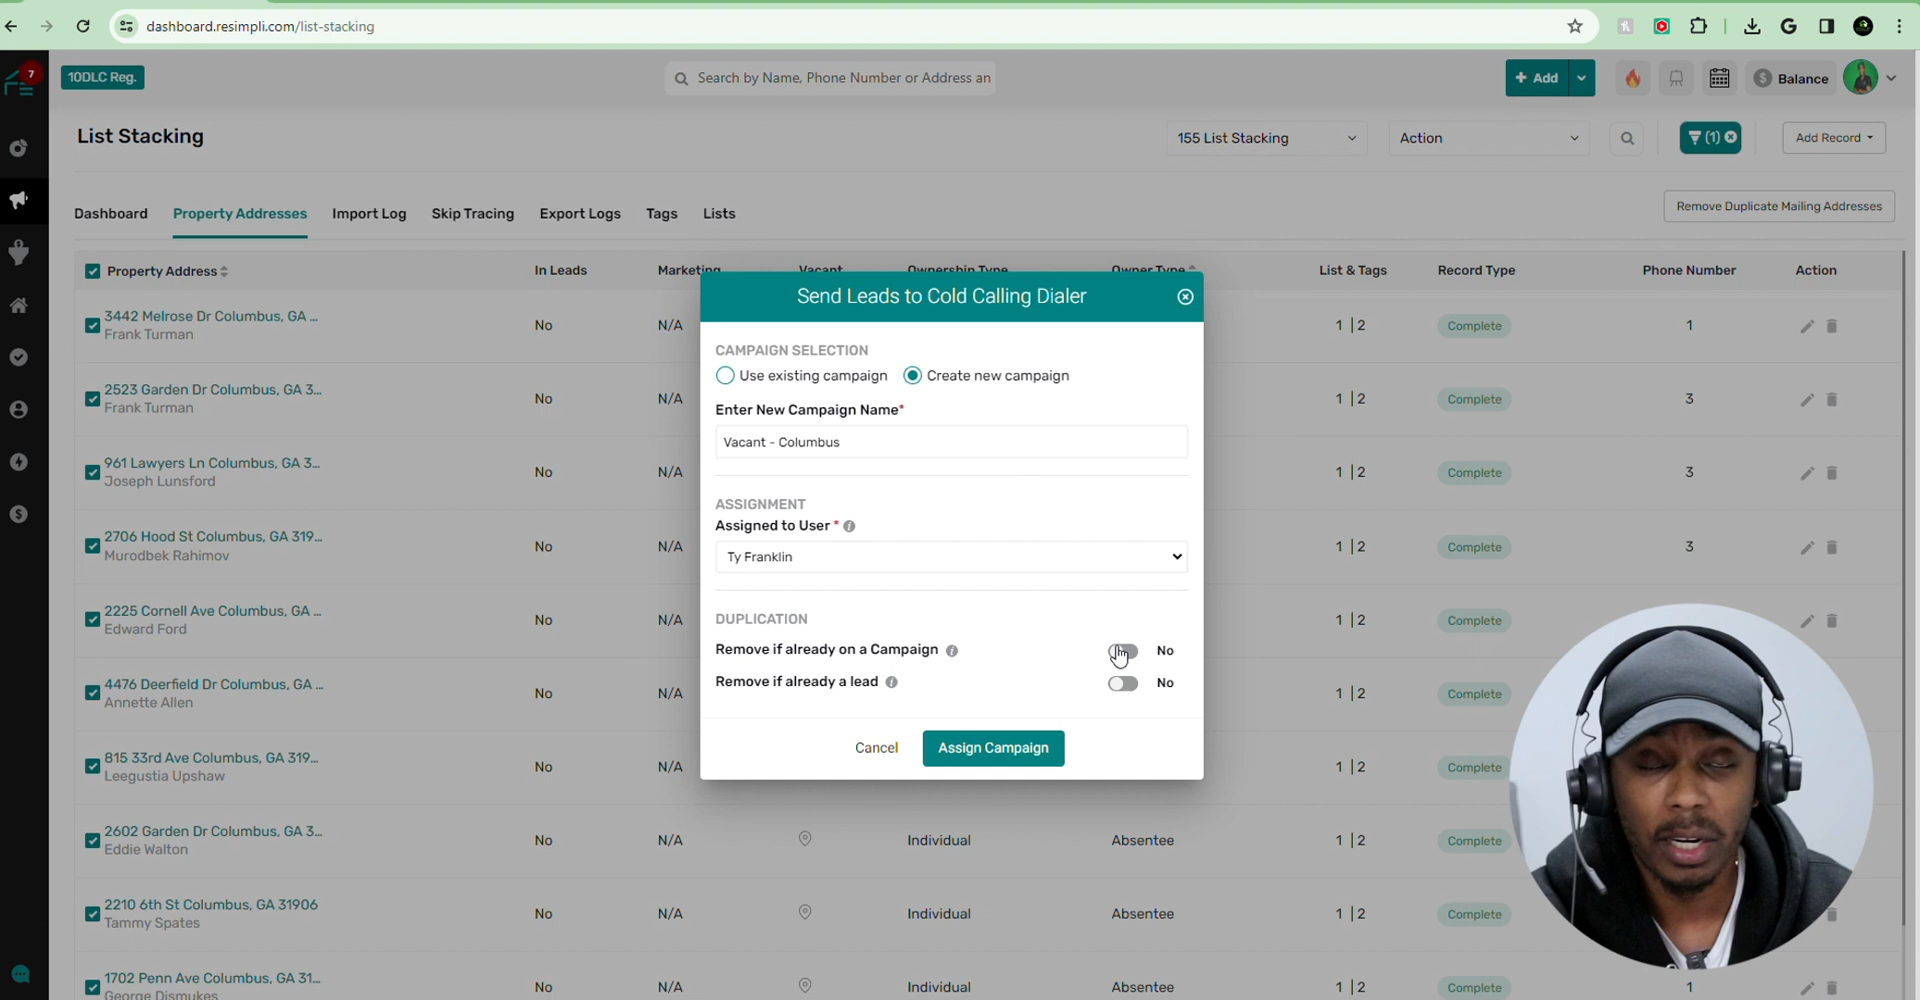 dashboard.resimpli.com/list-stacking
7
10DLC Reg.
Search by Name, Phone Number or Address an
+ Add
$ Balance
List Stacking
155 List Stacking
Action
(1)
Add Record
Dashboard
Property Addresses
Import Log
Skip Tracing
Export Logs
Tags
Lists
Remove Duplicate Mailing Addresses
Property Address
In Leads
Marketing
Vacant
Ownership Type
Owner Type
List & Tags
Record Type
Phone Number
Action
3442 Melrose Dr Columbus, GA ...
Frank Turman
No
N/A
1 | 2
Complete
1
2523 Garden Dr Columbus, GA 3...
Frank Turman
No
N/A
1 | 2
Complete
3
961 Lawyers Ln Columbus, GA 3...
Joseph Lunsford
No
N/A
1 | 2
Complete
3
2706 Hood St Columbus, GA 319...
Murodbek Rahimov
No
N/A
1 | 2
Complete
3
2225 Cornell Ave Columbus, GA ...
Edward Ford
No
N/A
1 | 2
Complete
4476 Deerfield Dr Columbus, GA ...
Annette Allen
No
N/A
1 | 2
Complete
815 33rd Ave Columbus, GA 319...
Leegustia Upshaw
No
N/A
1 | 2
Complete
2602 Garden Dr Columbus, GA 3...
Eddie Walton
No
N/A
Individual
Absentee
1 | 2
Complete
2210 6th St Columbus, GA 31906
Tammy Spates
No
N/A
Individual
Absentee
1 | 2
Complete
1702 Penn Ave Columbus, GA 31...
George Dismukes
No
N/A
Individual
Absentee
1 | 2
Complete
1
Send Leads to Cold Calling Dialer
CAMPAIGN SELECTION
Use existing campaign
Create new campaign
Enter New Campaign Name*
Vacant - Columbus
ASSIGNMENT
Assigned to User *
Ty Franklin
DUPLICATION
Remove if already on a Campaign
No
Remove if already a lead
No
Cancel
Assign Campaign